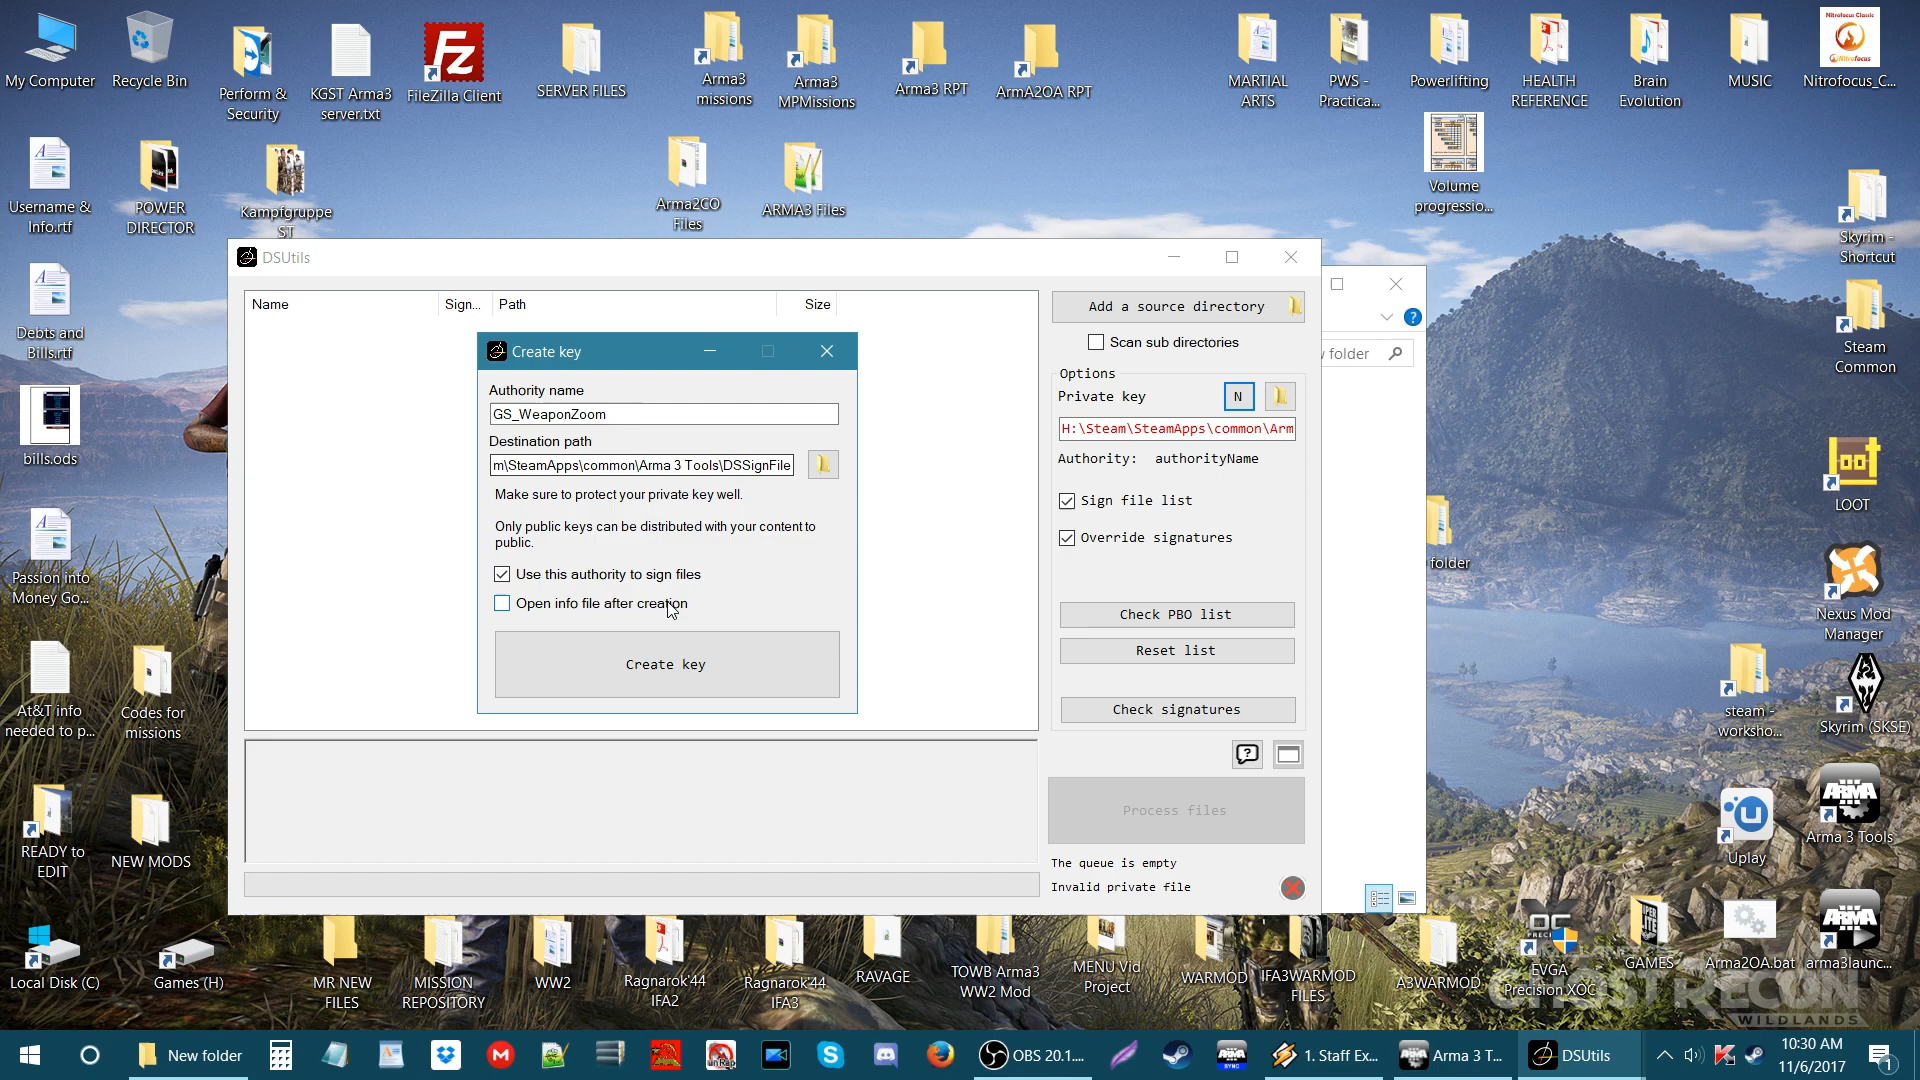 My Computer
Recycle Bin
Perform &
Security
KGST Arma3
server.txt
FileZilla Client
SERVER FILES
Arma3
missions
Arma3
MPMissions
Arma3 RPT
ArmA2OA RPT
MARTIAL
ARTS
PWS -
Practica...
Powerlifting
HEALTH
REFERENCE
Brain
Evolution
MUSIC
Nitrofocus Classic
Nitrofocus
Nitrofocus_C...
Username &
Info.rtf
POWER
DIRECTOR
Kampfgruppe
ST
Arma2CO
Files
ARMA3 Files
Volume
progressio...
Skyrim -
Shortcut
Debts and
Bills.rtf
Steam
Common
bills.ods
LOOT
Passion into
Money Go...
folder
Nexus Mod
Manager
At&T info
needed to p...
Codes for
missions
steam -
worksho...
Skyrim (SKSE)
READY to
EDIT
NEW MODS
Uplay
Arma 3 Tools
DSUtils
Name
Sign...
Path
Size
Create key
Authority name
GS_WeaponZoom
Destination path
m\SteamApps\common\Arma 3 Tools\DSSignFile
Make sure to protect your private key well.
Only public keys can be distributed with your content to
public.
Use this authority to sign files
Open info file after creation
Create key
Add a source directory
Scan sub directories
Options
Private key
N
H:\Steam\SteamApps\common\Arm
Authority: authorityName
Sign file list
Override signatures
Check PBO list
Reset list
Check signatures
Process files
The queue is empty
Invalid private file
folder
Local Disk (C)
Games (H)
MR NEW
FILES
MISSION
REPOSITORY
WW2
Ragnarok'44
IFA2
Ragnarok'44
IFA3
RAVAGE
TOWB Arma3
WW2 Mod
MENU Vid
Project
WARMOD
IFA3WARMOD
FILES
A3WARMOD
EVGA
Precision XOC
GAMES
Arma2OA.bat
arma3launc...
GHOST RECON
WILDLANDS
New folder
OBS 20.1....
1. Staff Ex...
Arma 3 T...
DSUtils
10:30 AM
11/6/2017
1